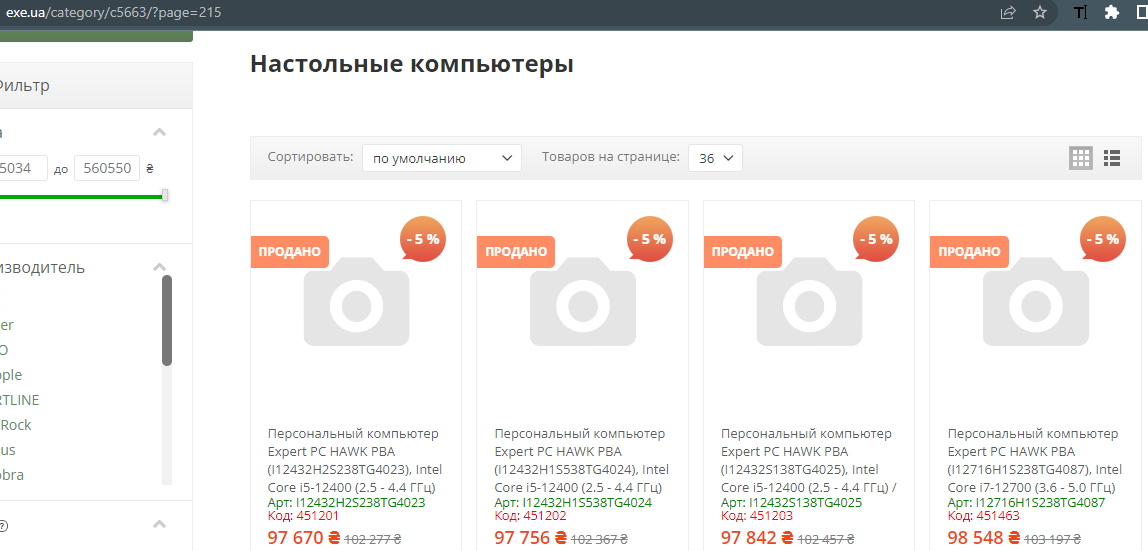 exe.ua/category/c5663/?page=215
Настольные компьютеры
Фильтр
Сортировать: по умолчанию Товаров на странице: 36
5034 до 560550 ₴
- 5 % - 5 % - 5 % - 5 %
ПРОДАНО ПРОДАНО ПРОДАНО ПРОДАНО
изводитель
er
O
ple
RTLINE
Rock
us
obra
Персональный компьютер
Expert PC HAWK PBA
(I12432H2S238TG4023), Intel
Core i5-12400 (2.5 - 4.4 ГГц)
Арт: I12432H2S238TG4023
Код: 451201
97 670 ₴ 102 277 ₴
Персональный компьютер
Expert PC HAWK PBA
(I12432H1S538TG4024), Intel
Core i5-12400 (2.5 - 4.4 ГГц)
Арт: I12432H1S538TG4024
Код: 451202
97 756 ₴ 102 367 ₴
Персональный компьютер
Expert PC HAWK PBA
(I12432S138TG4025), Intel
Core i5-12400 (2.5 - 4.4 ГГц) /
Арт: I12432S138TG4025
Код: 451203
97 842 ₴ 102 457 ₴
Персональный компьютер
Expert PC HAWK PBA
(I12716H1S238TG4087), Intel
Core i7-12700 (3.6 - 5.0 ГГц)
Арт: I12716H1S238TG4087
Код: 451463
98 548 ₴ 103 197 ₴